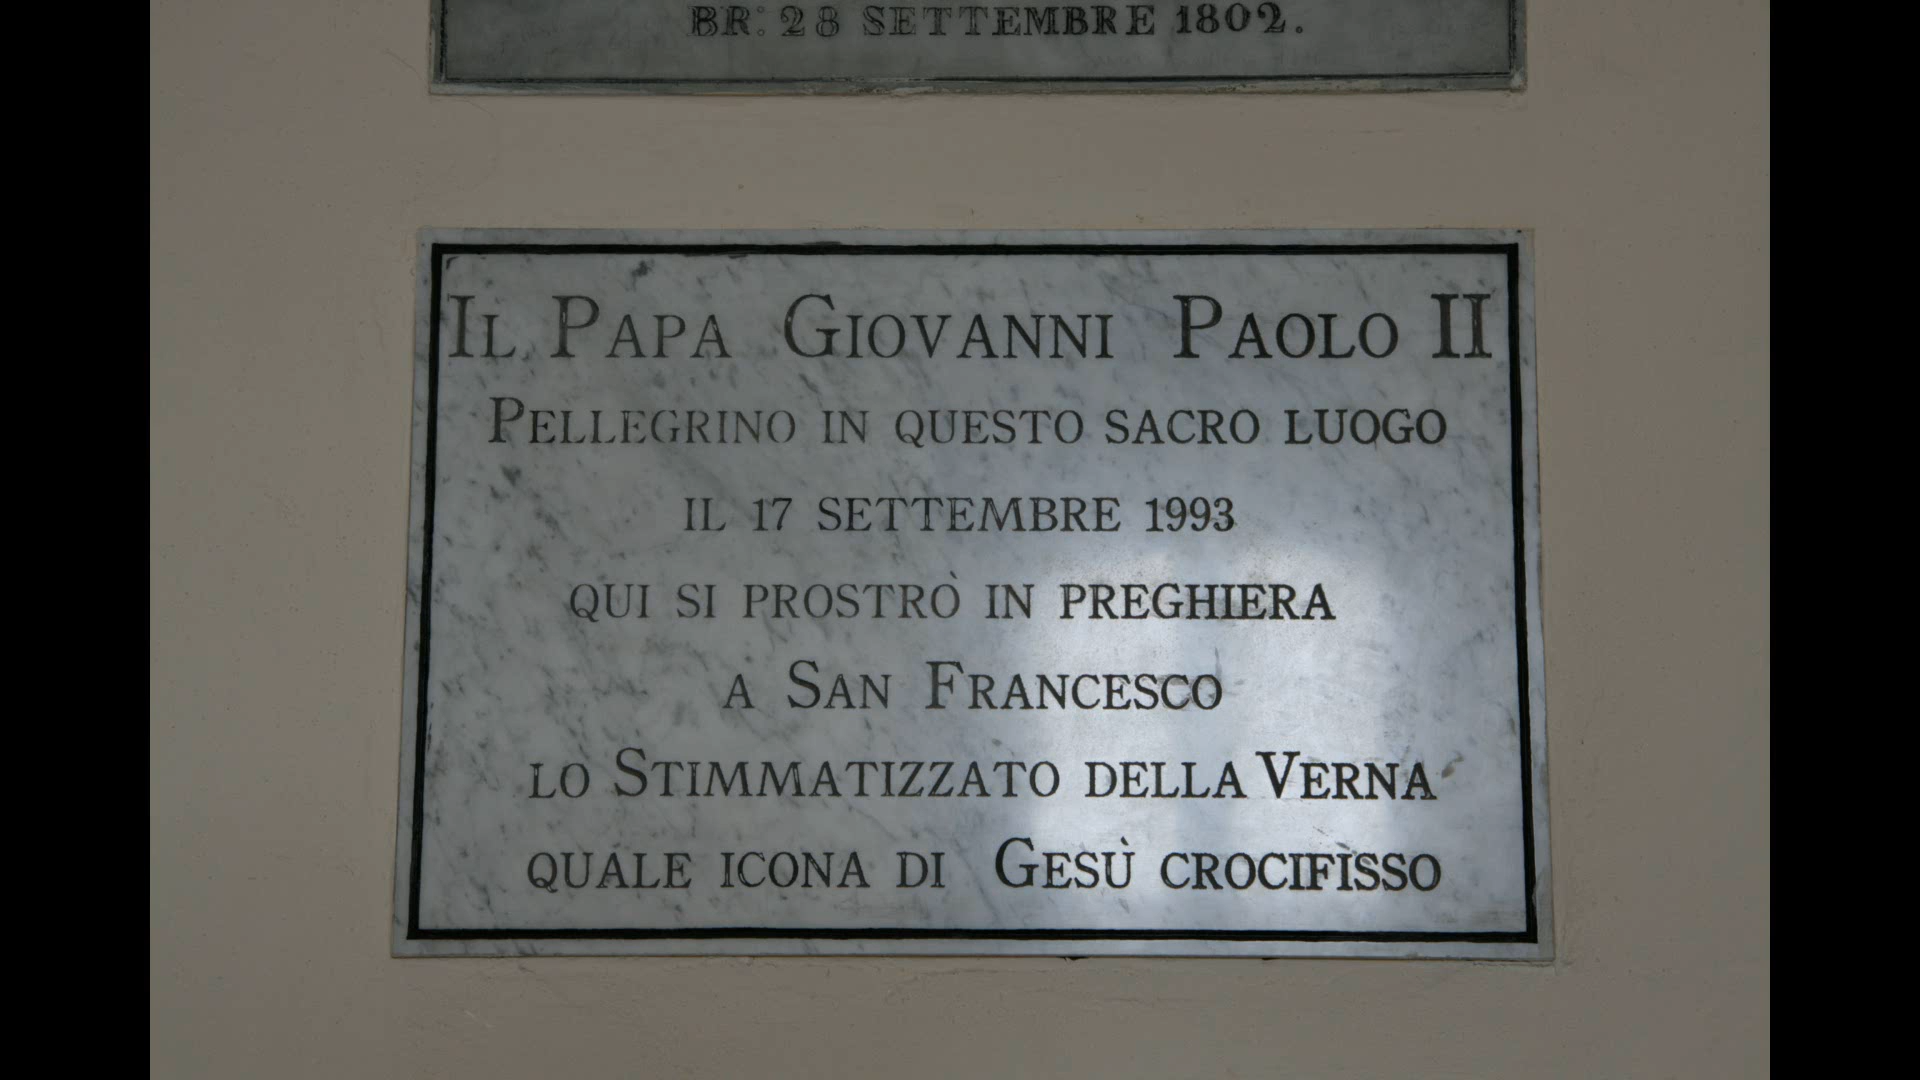 BR: 28 SETTEMBRE 1802.
IL PAPA GIOVANNI PAOLO II
PELLEGRINO IN QUESTO SACRO LUOGO
IL 17 SETTEMBRE 1993
QUI SI PROSTRÒ IN PREGHIERA
A SAN FRANCESCO
LO STIMMATIZZATO DELLA VERNA
QUALE ICONA DI GESÙ CROCIFISSO